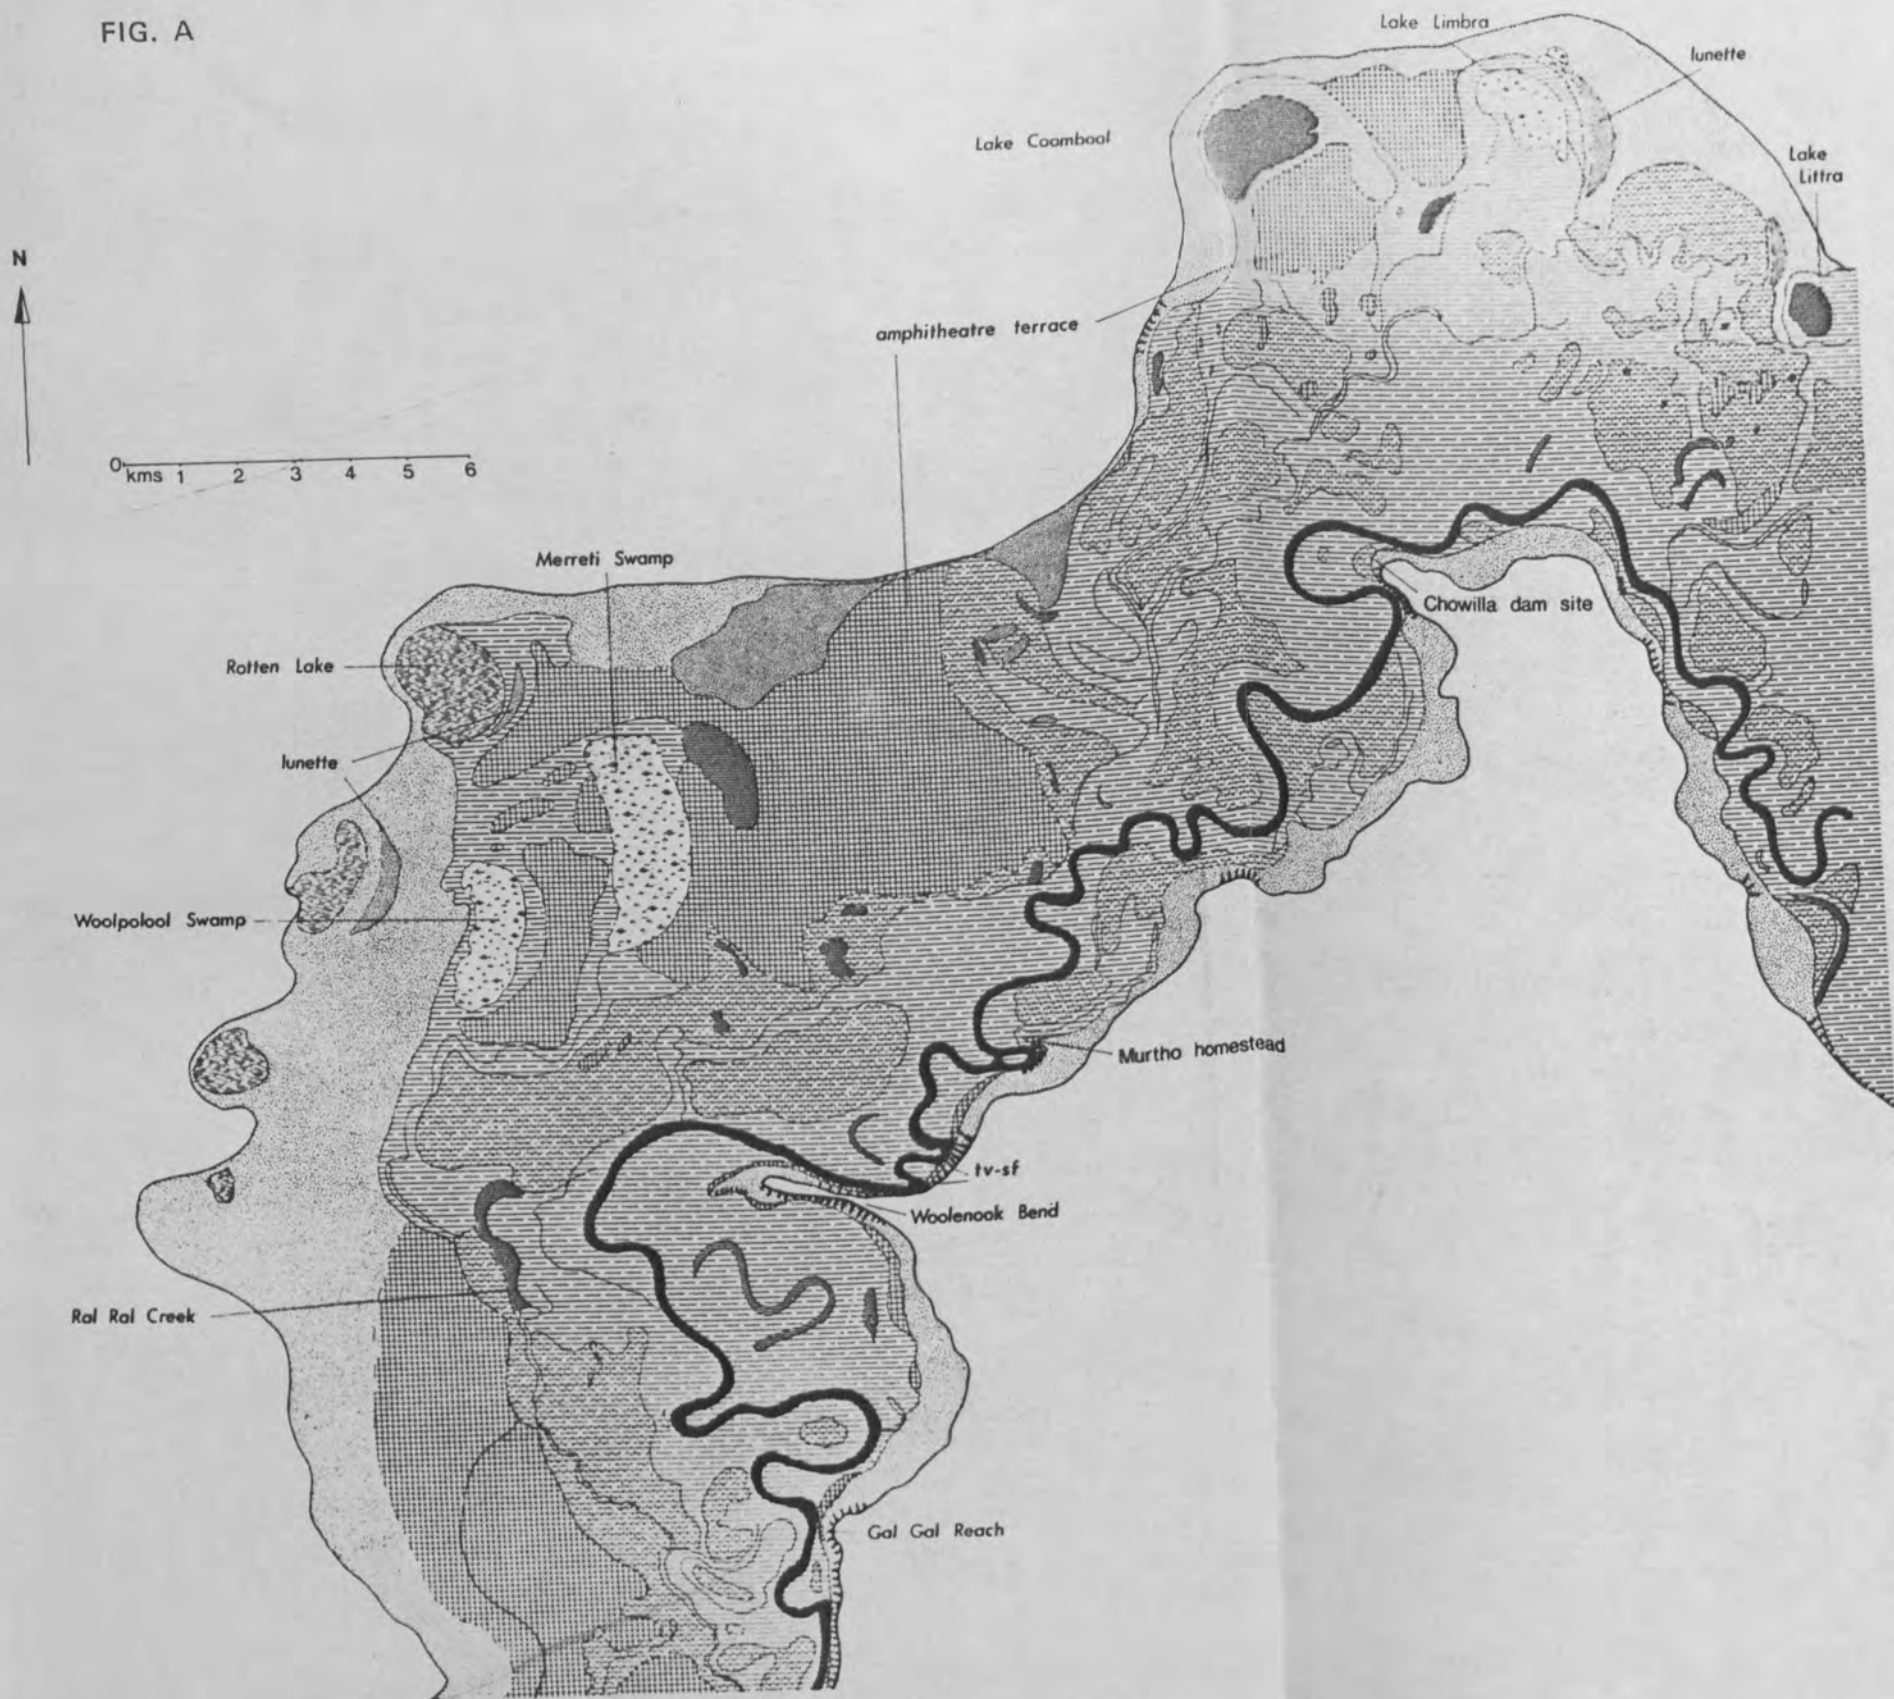 FIG. A
Lake Limbra
lunette
Lake Coombool
Lake
Littra
N
amphitheatre terrace
0
kms 1 2 3 4 5 6
Merreti Swamp
Chowilla dam site
Rotten Lake
lunette
Woolpolool Swamp
Murtho homestead
tv-sf
Woolenook Bend
Ral Ral Creek
Gal Gal Reach